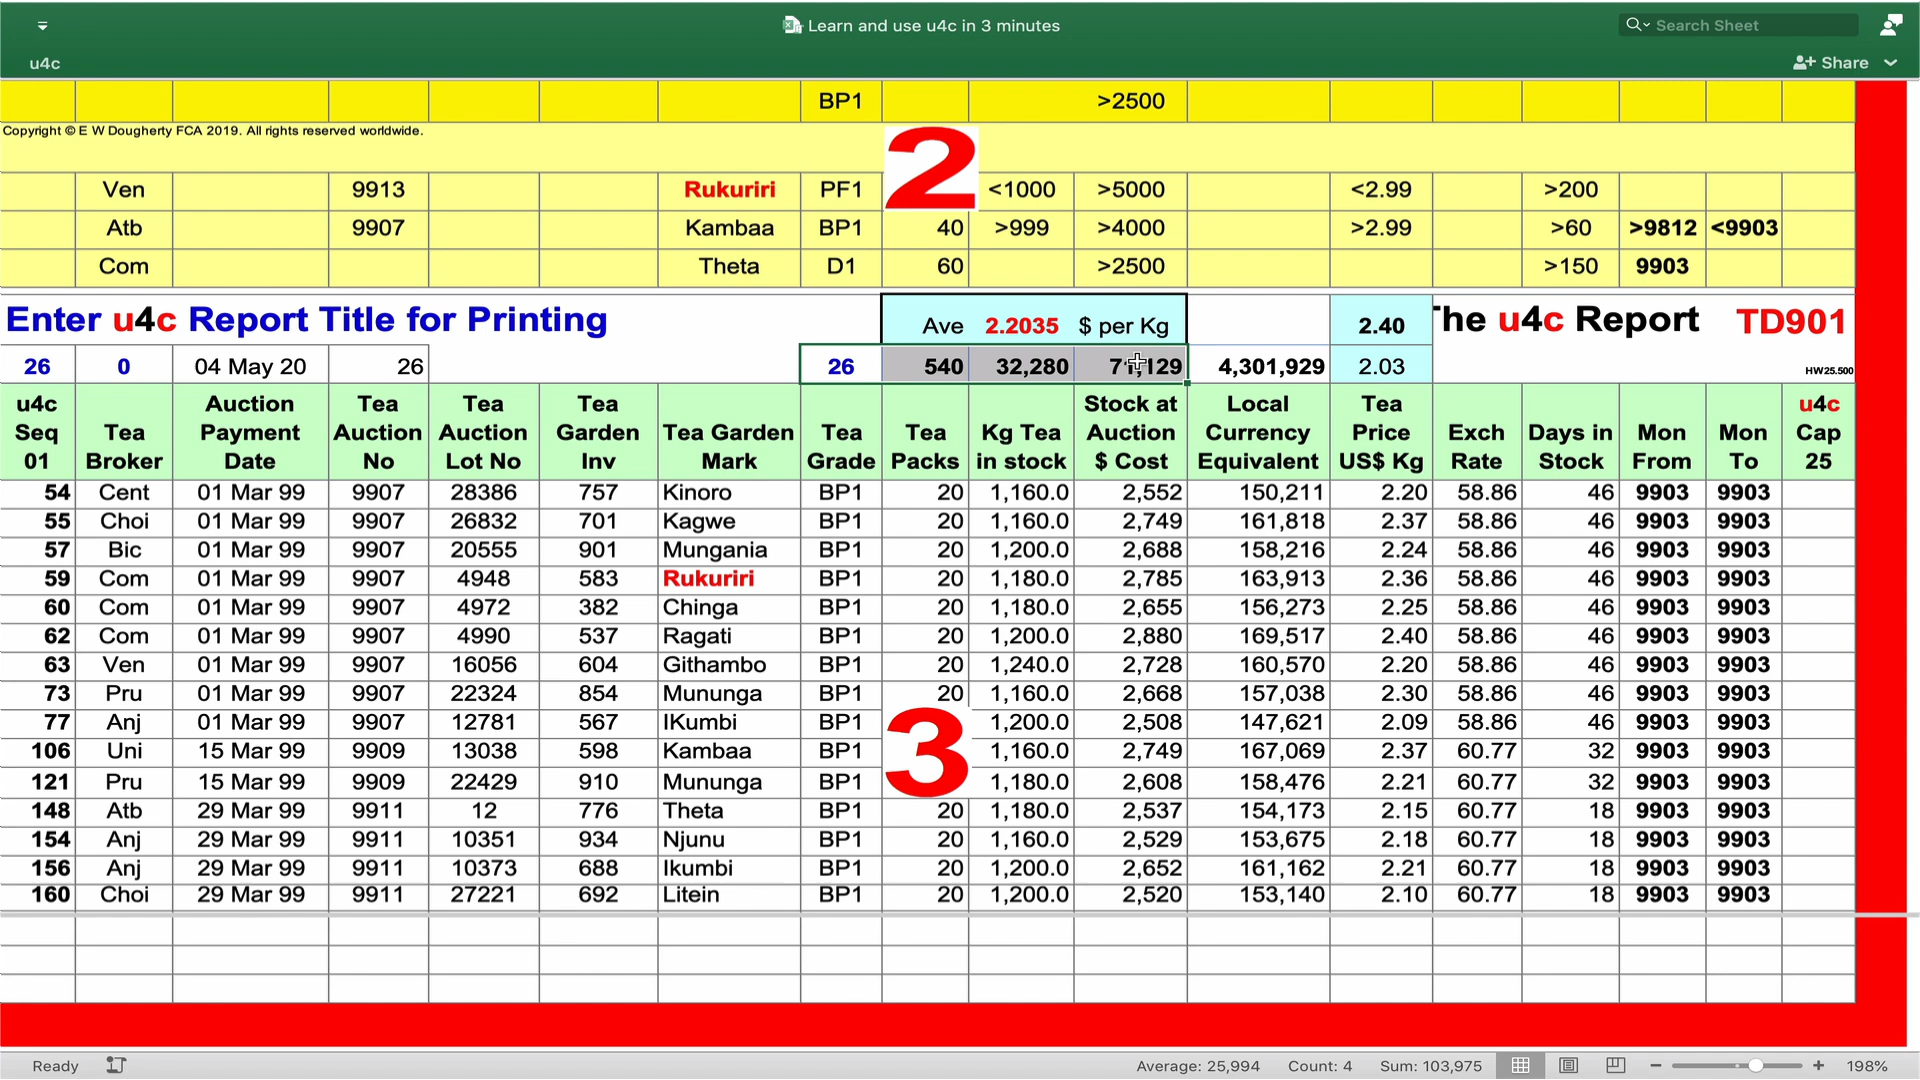 Learn and use u4c in 3 minutes
Search Sheet
u4c
Share
BP1 >2500
Copyright © E W Dougherty FCA 2019. All rights reserved worldwide.
2
Ven 9913 Rukuriri PF1 <1000 >5000 <2.99 >200
Atb 9907 Kambaa BP1 40 >999 >4000 >2.99 >60 >9812 <9903
Com Theta D1 60 >2500 >150 9903
Enter u4c Report Title for Printing
Ave 2.2035 $ per Kg 2.40 The u4c Report TD901
26 0 04 May 20 26 26 540 32,280 71,129 4,301,929 2.03 HW25.500
u4c Auction Tea Tea Tea Stock at Local Tea u4c
Seq Tea Payment Auction Auction Garden Tea Garden Tea Tea Kg Tea Auction Currency Price Exch Days in Mon Mon Cap
01 Broker Date No Lot No Inv Mark Grade Packs in stock $ Cost Equivalent US$ Kg Rate Stock From To 25
54 Cent 01 Mar 99 9907 28386 757 Kinoro BP1 20 1,160.0 2,552 150,211 2.20 58.86 46 9903 9903
55 Choi 01 Mar 99 9907 26832 701 Kagwe BP1 20 1,160.0 2,749 161,818 2.37 58.86 46 9903 9903
57 Bic 01 Mar 99 9907 20555 901 Mungania BP1 20 1,200.0 2,688 158,216 2.24 58.86 46 9903 9903
59 Com 01 Mar 99 9907 4948 583 Rukuriri BP1 20 1,180.0 2,785 163,913 2.36 58.86 46 9903 9903
60 Com 01 Mar 99 9907 4972 382 Chinga BP1 20 1,180.0 2,655 156,273 2.25 58.86 46 9903 9903
62 Com 01 Mar 99 9907 4990 537 Ragati BP1 20 1,200.0 2,880 169,517 2.40 58.86 46 9903 9903
63 Ven 01 Mar 99 9907 16056 604 Githambo BP1 20 1,240.0 2,728 160,570 2.20 58.86 46 9903 9903
73 Pru 01 Mar 99 9907 22324 854 Mununga BP1 20 1,160.0 2,668 157,038 2.30 58.86 46 9903 9903
77 Anj 01 Mar 99 9907 12781 567 IKumbi BP1 1,200.0 2,508 147,621 2.09 58.86 46 9903 9903
3
106 Uni 15 Mar 99 9909 13038 598 Kambaa BP1 1,160.0 2,749 167,069 2.37 60.77 32 9903 9903
121 Pru 15 Mar 99 9909 22429 910 Mununga BP1 1,180.0 2,608 158,476 2.21 60.77 32 9903 9903
148 Atb 29 Mar 99 9911 12 776 Theta BP1 20 1,180.0 2,537 154,173 2.15 60.77 18 9903 9903
154 Anj 29 Mar 99 9911 10351 934 Njunu BP1 20 1,160.0 2,529 153,675 2.18 60.77 18 9903 9903
156 Anj 29 Mar 99 9911 10373 688 Ikumbi BP1 20 1,200.0 2,652 161,162 2.21 60.77 18 9903 9903
160 Choi 29 Mar 99 9911 27221 692 Litein BP1 20 1,200.0 2,520 153,140 2.10 60.77 18 9903 9903
Ready Average: 25,994 Count: 4 Sum: 103,975 198%